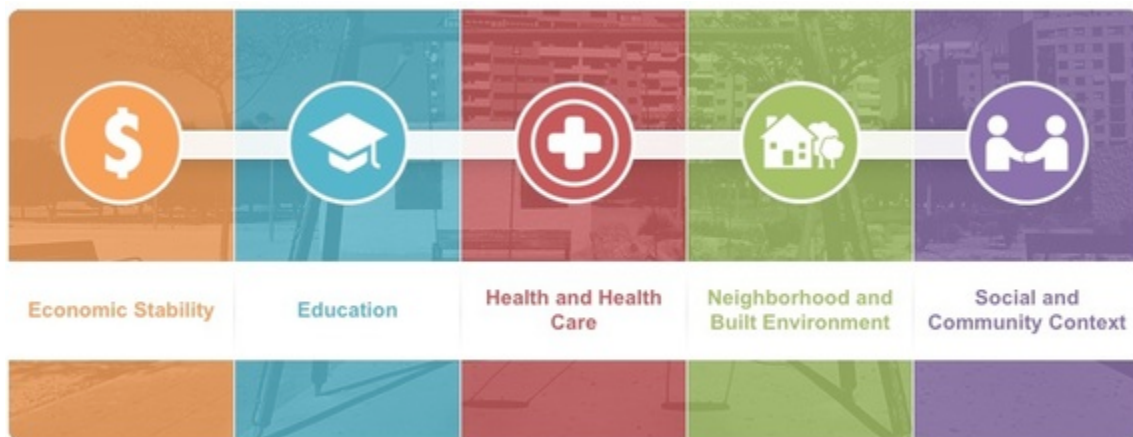 $
Economic Stability
Education
Health and Health
Care
Neighborhood and
Built Environment
Social and
Community Context